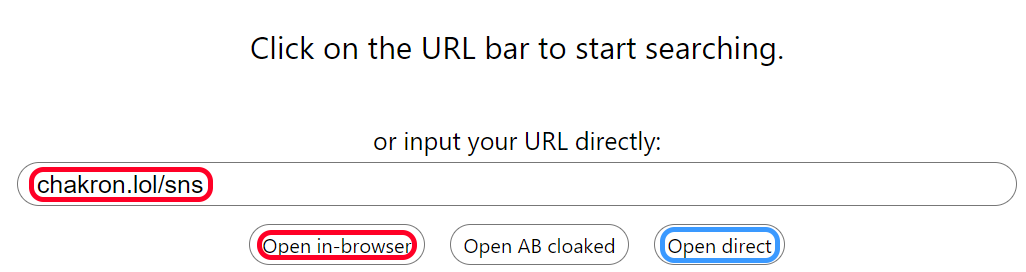 Click on the URL bar to start searching.
or input your URL directly:
chakron.lol/sns
Open in-browser Open AB cloaked Open direct